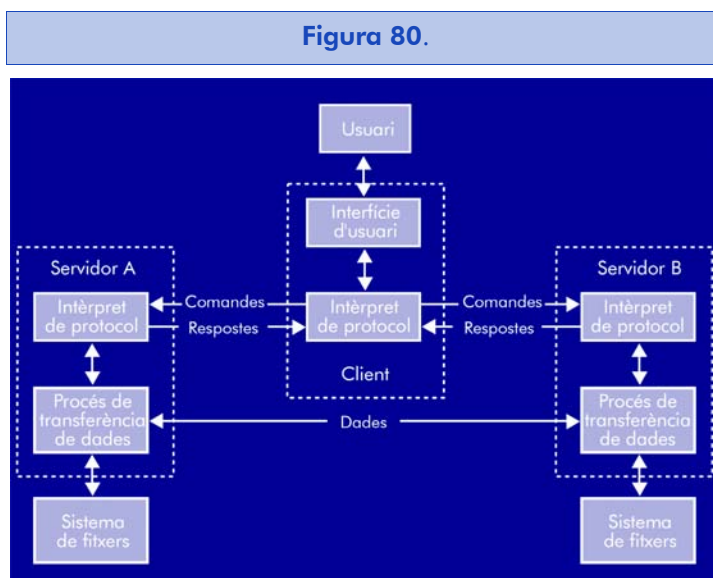 Figura 80.
Usuari
Interfície
d'usuari
Servidor A
Servidor B
Intèrpret
de protocol
Comandes
Respostes
Intèrpret
de protocol
Comandes
Respostes
Intèrpret
de protocol
Client
Procés de
transferència
de dades
Dades
Procés de
transferència
de dades
Sistema
de fitxers
Sistema
de fitxers